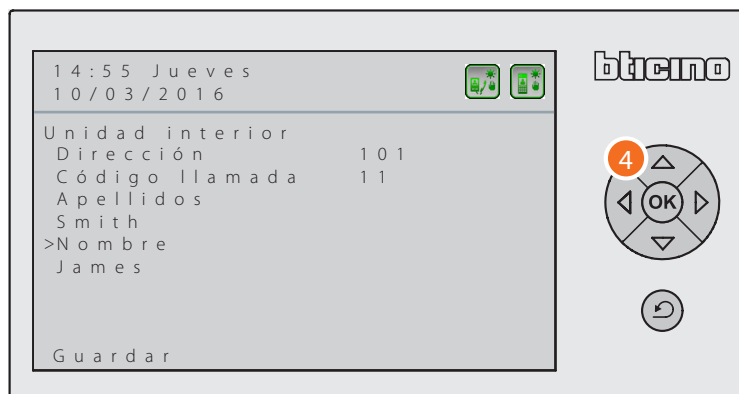 14:55 Jueves
10/03/2016
bticino
Unidad interior
Dirección 101
Código llamada 11
Apellidos
Smith
>Nombre
James
Guardar
4
OK